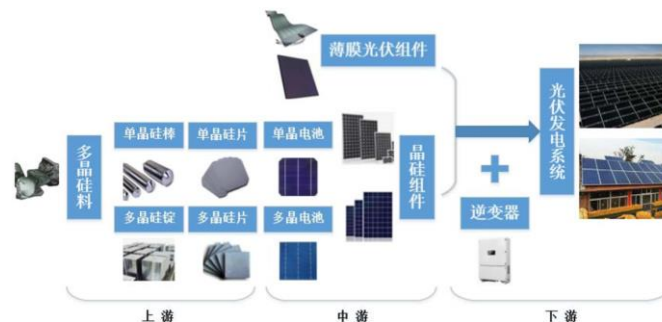 薄膜光伏组件
多晶硅料
单晶硅棒
单晶硅片
单晶电池
多晶硅锭
多晶硅片
多晶电池
晶硅组件
逆变器
光伏发电系统
上游
中游
下游